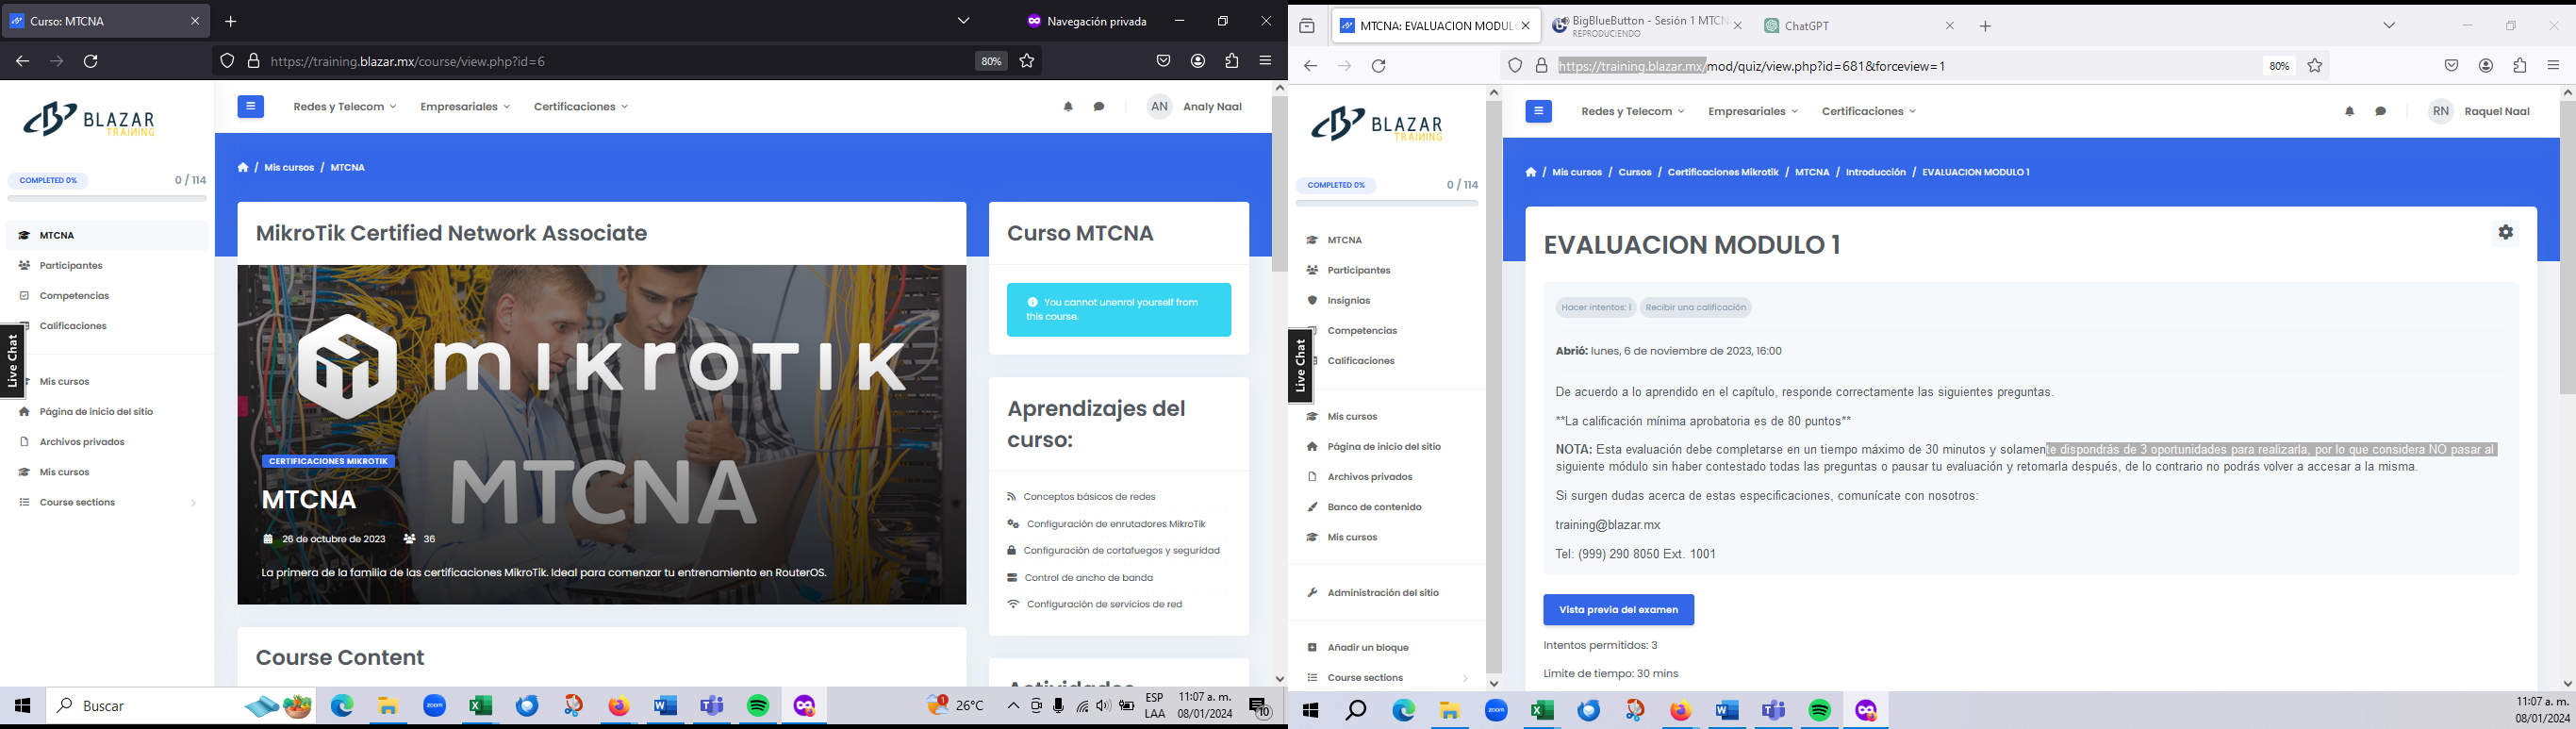 Curso: MTCNA
Navegación privada
https://training.blazar.mx/course/view.php?id=6
80%
BLAZAR
TRAINING
Redes y Telecom
Empresariales
Certificaciones
AN
Analy Naal
COMPLETED 0%
0 / 114
/ Mis cursos / MTCNA
MTCNA
Participantes
Competencias
Calificaciones
Live Chat
Mis cursos
Página de inicio del sitio
Archivos privados
Mis cursos
Course sections
MikroTik Certified Network Associate
MIKROTIK
MTCNA
CERTIFICACIONES MIKROTIK
MTCNA
26 de octubre de 2023
36
La primera de la familia de las certificaciones MikroTik. Ideal para comenzar tu entrenamiento en RouterOS.
Course Content
Curso MTCNA
You cannot unenrol yourself from
this course.
Aprendizajes del
curso:
Conceptos básicos de redes
Configuración de enrutadores MikroTik
Configuración de cortafuegos y seguridad
Control de ancho de banda
Configuración de servicios de red
Actividades
Buscar
zoom
1
26°C
ESP
LAA
11:07 a. m.
08/01/2024
10
MTCNA: EVALUACION MODULO
BigBlueButton - Sesión 1 MTCN
REPRODUCIENDO
ChatGPT
https://training.blazar.mx/mod/quiz/view.php?id=681&forceview=1
80%
BLAZAR
TRAINING
Redes y Telecom
Empresariales
Certificaciones
RN
Raquel Naal
COMPLETED 0%
0 / 114
/ Mis cursos / Cursos / Certificaciones Mikrotik / MTCNA / Introducción / EVALUACION MODULO 1
MTCNA
Participantes
Insignias
Competencias
Calificaciones
Live Chat
Mis cursos
Página de inicio del sitio
Archivos privados
Banco de contenido
Mis cursos
Administración del sitio
Añadir un bloque
Course sections
EVALUACION MODULO 1
Hacer intentos: 1
Recibir una calificación
Abrió: lunes, 6 de noviembre de 2023, 16:00
De acuerdo a lo aprendido en el capítulo, responde correctamente las siguientes preguntas.
**La calificación mínima aprobatoria es de 80 puntos**
NOTA: Esta evaluación debe completarse en un tiempo máximo de 30 minutos y solamente dispondrás de 3 oportunidades para realizarla, por lo que considera NO pasar al
siguiente módulo sin haber contestado todas las preguntas o pausar tu evaluación y retomarla después, de lo contrario no podrás volver a accesar a la misma.
Si surgen dudas acerca de estas especificaciones, comunícate con nosotros:
training@blazar.mx
Tel: (999) 290 8050 Ext. 1001
Vista previa del examen
Intentos permitidos: 3
Límite de tiempo: 30 mins
zoom
11:07 a. m.
08/01/2024